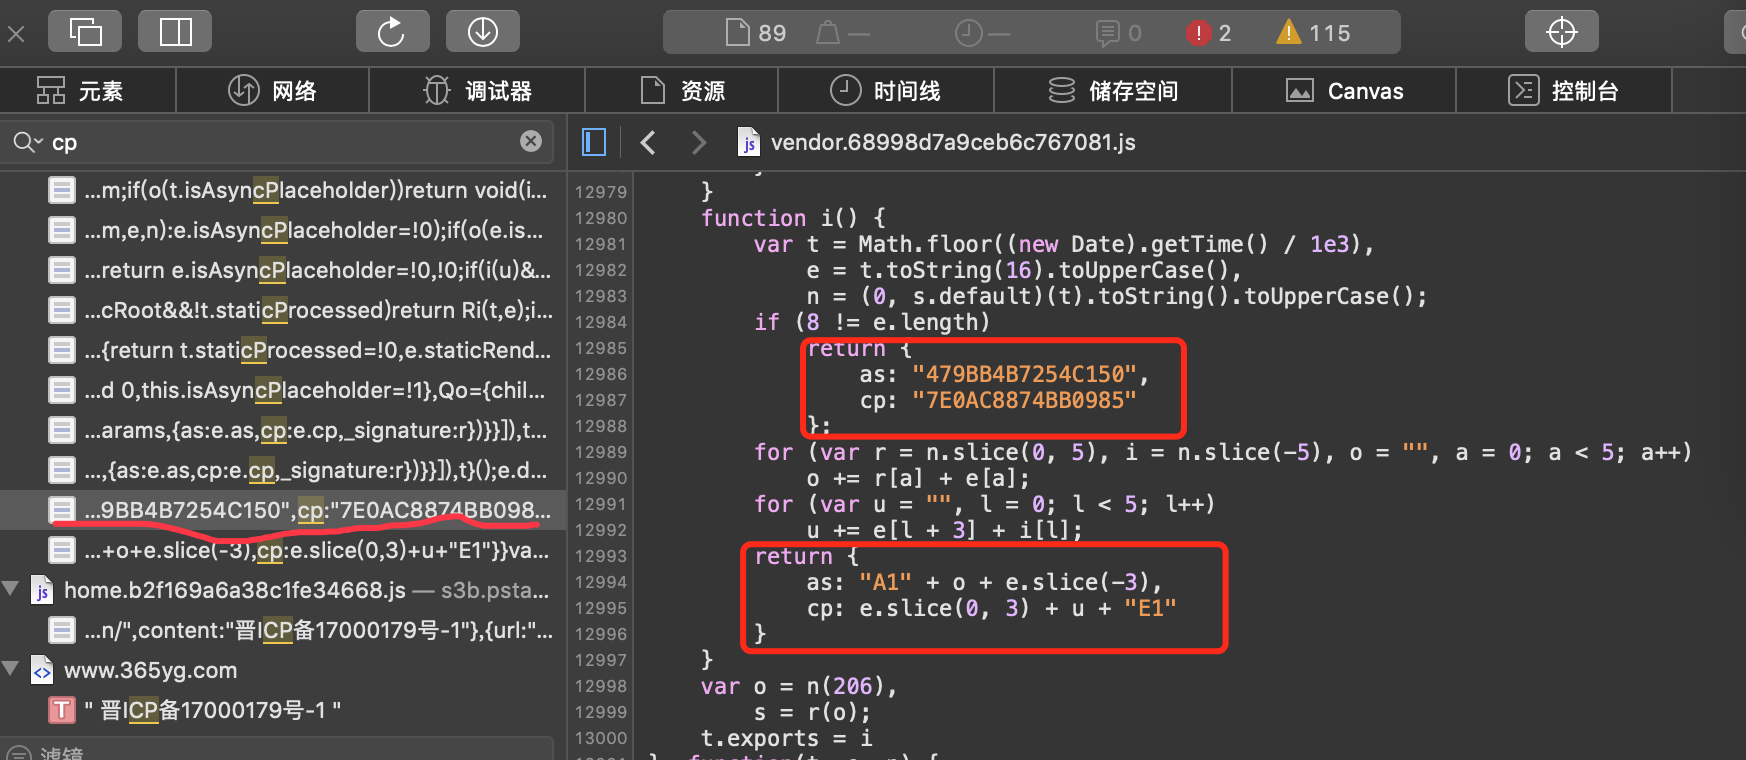 89 — — 0 2 115
元素 网络 调试器 资源 时间线 储存空间 Canvas 控制台
cp
...m;if(o(t.isAsyncPlaceholder))return void(i...
...m,e,n):e.isAsyncPlaceholder=!0);if(o(e.is...
...return e.isAsyncPlaceholder=!0,!0;if(i(u)&...
...cRoot&&!t.staticProcessed)return Ri(t,e);i...
...{return t.staticProcessed=!0,e.staticRend...
...d 0,this.isAsyncPlaceholder=!1},Qo={chil...
...arams,{as:e.as,cp:e.cp,_signature:r})}}]),t...
...,{as:e.as,cp:e.cp,_signature:r})}}]),t}();e.d...
...9BB4B7254C150",cp:"7E0AC8874BB098...
...+o+e.slice(-3),cp:e.slice(0,3)+u+"E1"}}va...
js home.b2f169a6a38c1fe34668.js — s3b.psta...
...n/",content:"晋ICP备17000179号-1"},{url:"...
<> www.365yg.com
T " 晋ICP备17000179号-1 "
滤镜
js vendor.68998d7a9ceb6c767081.js
12979 }
12980 function i() {
12981 var t = Math.floor((new Date).getTime() / 1e3),
12982 e = t.toString(16).toUpperCase(),
12983 n = (0, s.default)(t).toString().toUpperCase();
12984 if (8 != e.length)
12985 return {
12986 as: "479BB4B7254C150",
12987 cp: "7E0AC8874BB0985"
12988 };
12989 for (var r = n.slice(0, 5), i = n.slice(-5), o = "", a = 0; a < 5; a++)
12990 o += r[a] + e[a];
12991 for (var u = "", l = 0; l < 5; l++)
12992 u += e[l + 3] + i[l];
12993 return {
12994 as: "A1" + o + e.slice(-3),
12995 cp: e.slice(0, 3) + u + "E1"
12996 }
12997 }
12998 var o = n(206),
12999 s = r(o);
13000 t.exports = i